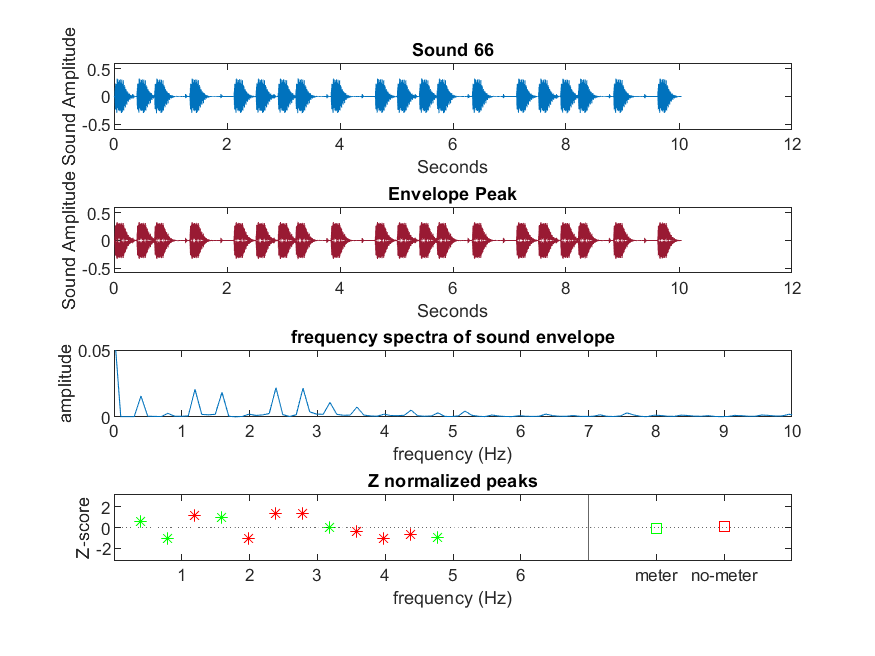 Sound 66
Sound Amplitude
0.5
0
-0.5
0 2 4 6 8 10 12
Seconds
Envelope Peak
Sound Amplitude
0.5
0
-0.5
0 2 4 6 8 10 12
Seconds
frequency spectra of sound envelope
amplitude
0.05
0
0 1 2 3 4 5 6 7 8 9 10
frequency (Hz)
Z normalized peaks
Z-score
2
0
-2
1 2 3 4 5 6 meter no-meter
frequency (Hz)